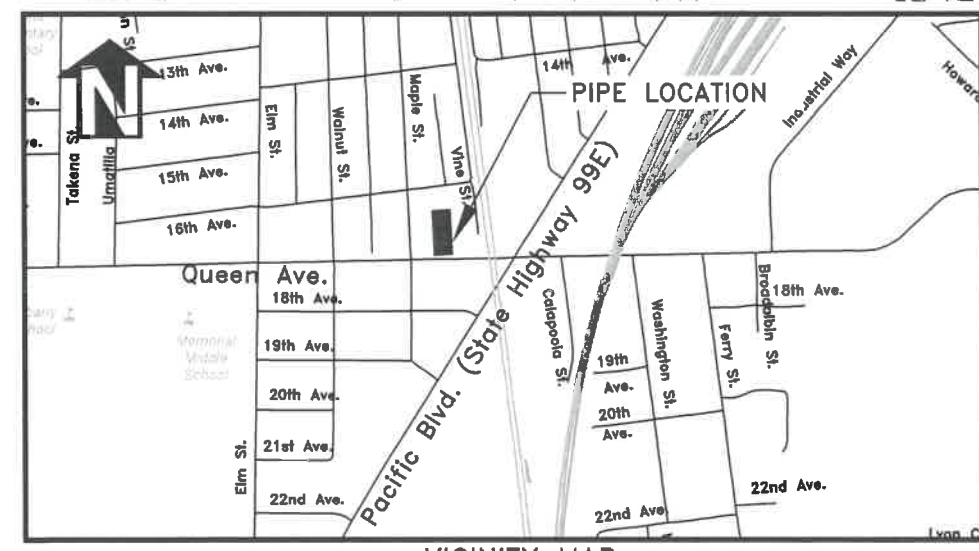 13th Ave.
14th Ave.
15th Ave.
16th Ave.
Takena St.
Umatilla
Elm St.
Walnut St.
Maple St.
Vine St.
14th Ave.
PIPE LOCATION
Industrial Way
Howard
N
Queen Ave.
18th Ave.
19th Ave.
20th Ave.
21st Ave.
22nd Ave.
Elm St.
Memorial
Middle
School
Pacific Blvd. (State Highway 99E)
Calapooia St.
19th
Ave.
20th
Ave.
Washington St.
Ferry St.
Broadalbin St.
18th Ave.
22nd Ave.
22nd Ave.
Lyon
VICINITY MAP